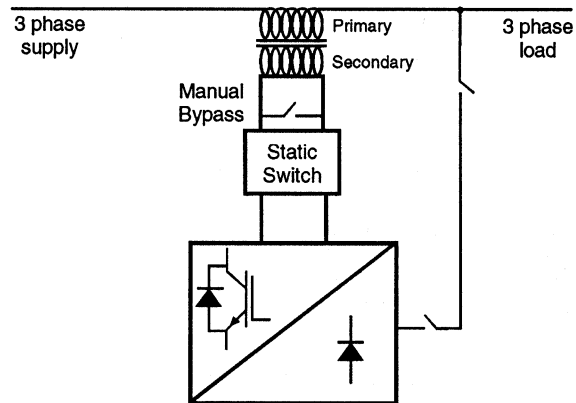 3 phase
supply
Primary
Secondary
3 phase
load
Manual
Bypass
Static
Switch